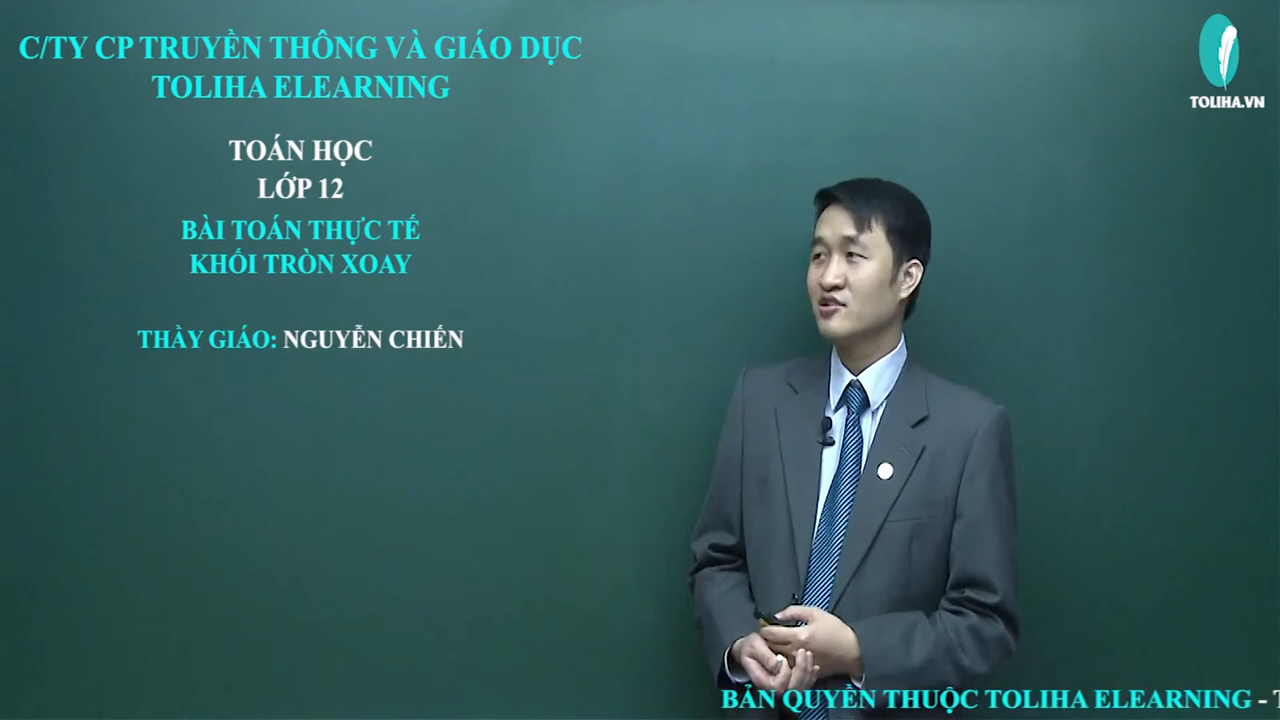 C/TY CP TRUYỀN THÔNG VÀ GIÁO DỤC
TOLIHA ELEARNING
TOLIHA.VN
TOÁN HỌC
LỚP 12
BÀI TOÁN THỰC TẾ
KHỐI TRÒN XOAY
THẦY GIÁO: NGUYỄN CHIẾN
BẢN QUYỀN THUỘC TOLIHA ELEARNING -